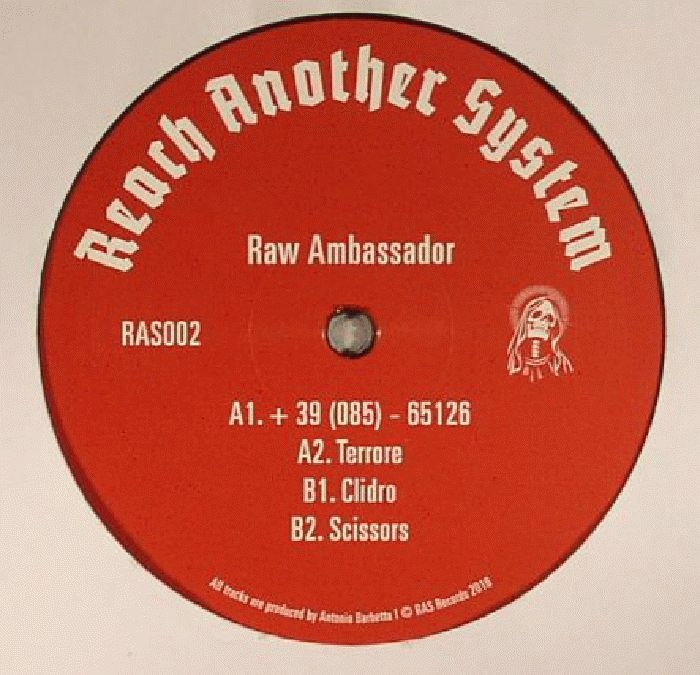 Reach Another System
Raw Ambassador
RAS002
A1. + 39 (085) - 65126
A2. Terrore
B1. Clidro
B2. Scissors
All tracks are produced by Antonio Barbetta | © RAS Records 2016